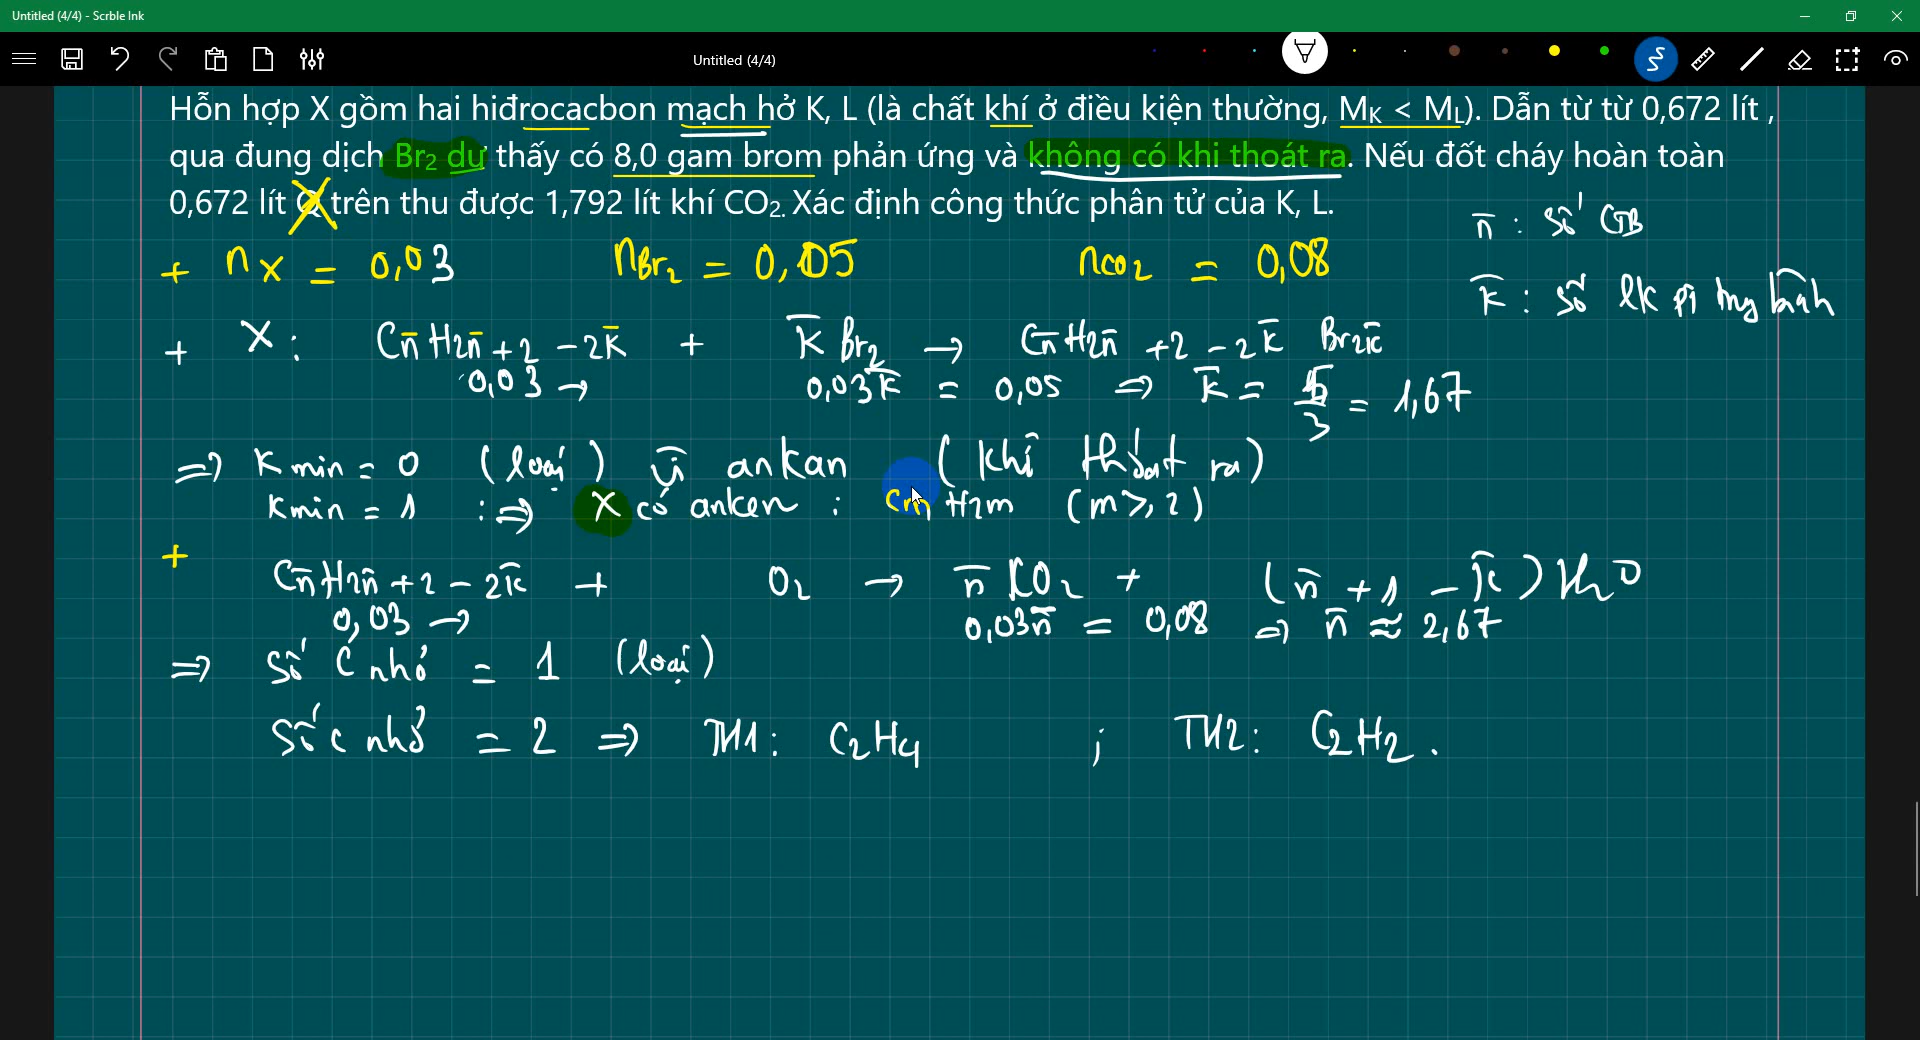 Untitled (4/4) - Scrble Ink
Untitled (4/4)
Hỗn hợp X gồm hai hiđrocacbon mạch hở K, L (là chất khí ở điều kiện thường, MK < ML). Dẫn từ từ 0,672 lít ,
qua đung dịch Br2 dư thấy có 8,0 gam brom phản ứng và không có khi thoát ra. Nếu đốt cháy hoàn toàn
0,672 lít Q trên thu được 1,792 lít khí CO2. Xác định công thức phân tử của K, L.
n̄ : số CTB
+ nX = 0,03 nBr2 = 0,05 nCO2 = 0,08
k̄ : số lk pi trg bình
+ X : Cn̄H2n̄+2-2k̄ + k̄ Br2 → Cn̄H2n̄+2-2k̄ Br2k̄
0,03 → 0,03k̄ = 0,05 ⇒ k̄ = 5/3 = 1,67
⇒ Kmin = 0 (loại) vì ankan (khí thoát ra)
Kmin = 1 : ⇒ X có anken : CmH2m (m ≥ 2)
+ Cn̄H2n̄+2-2k̄ + O2 → n̄ CO2 + (n̄ + 1 - k̄) H2O
0,03 → 0,03n̄ = 0,08 ⇒ n̄ ≈ 2,67
⇒ Số C nhỏ = 1 (loại)
Số C nhỏ = 2 ⇒ TH1: C2H4 ; TH2: C2H2.